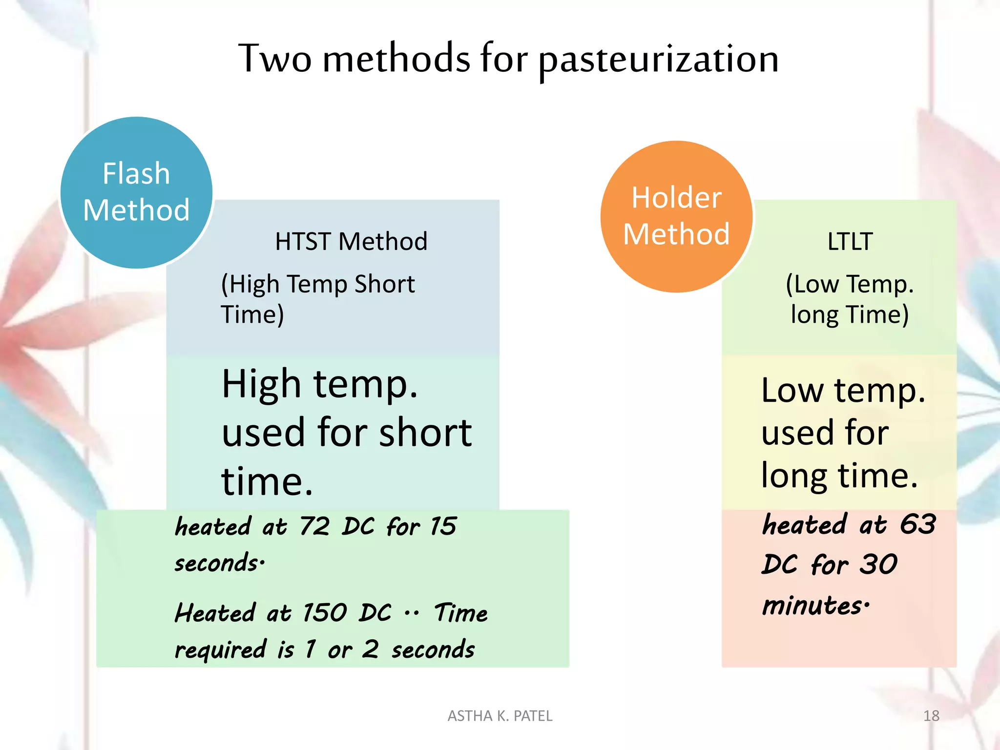 Two methods for pasteurization
Flash
Method
HTST Method
(High Temp Short
Time)
High temp.
used for short
time.
heated at 72 DC for 15
seconds.
Heated at 150 DC .. Time
required is 1 or 2 seconds
Holder
Method
LTLT
(Low Temp.
long Time)
Low temp.
used for
long time.
heated at 63
DC for 30
minutes.
ASTHA K. PATEL
18